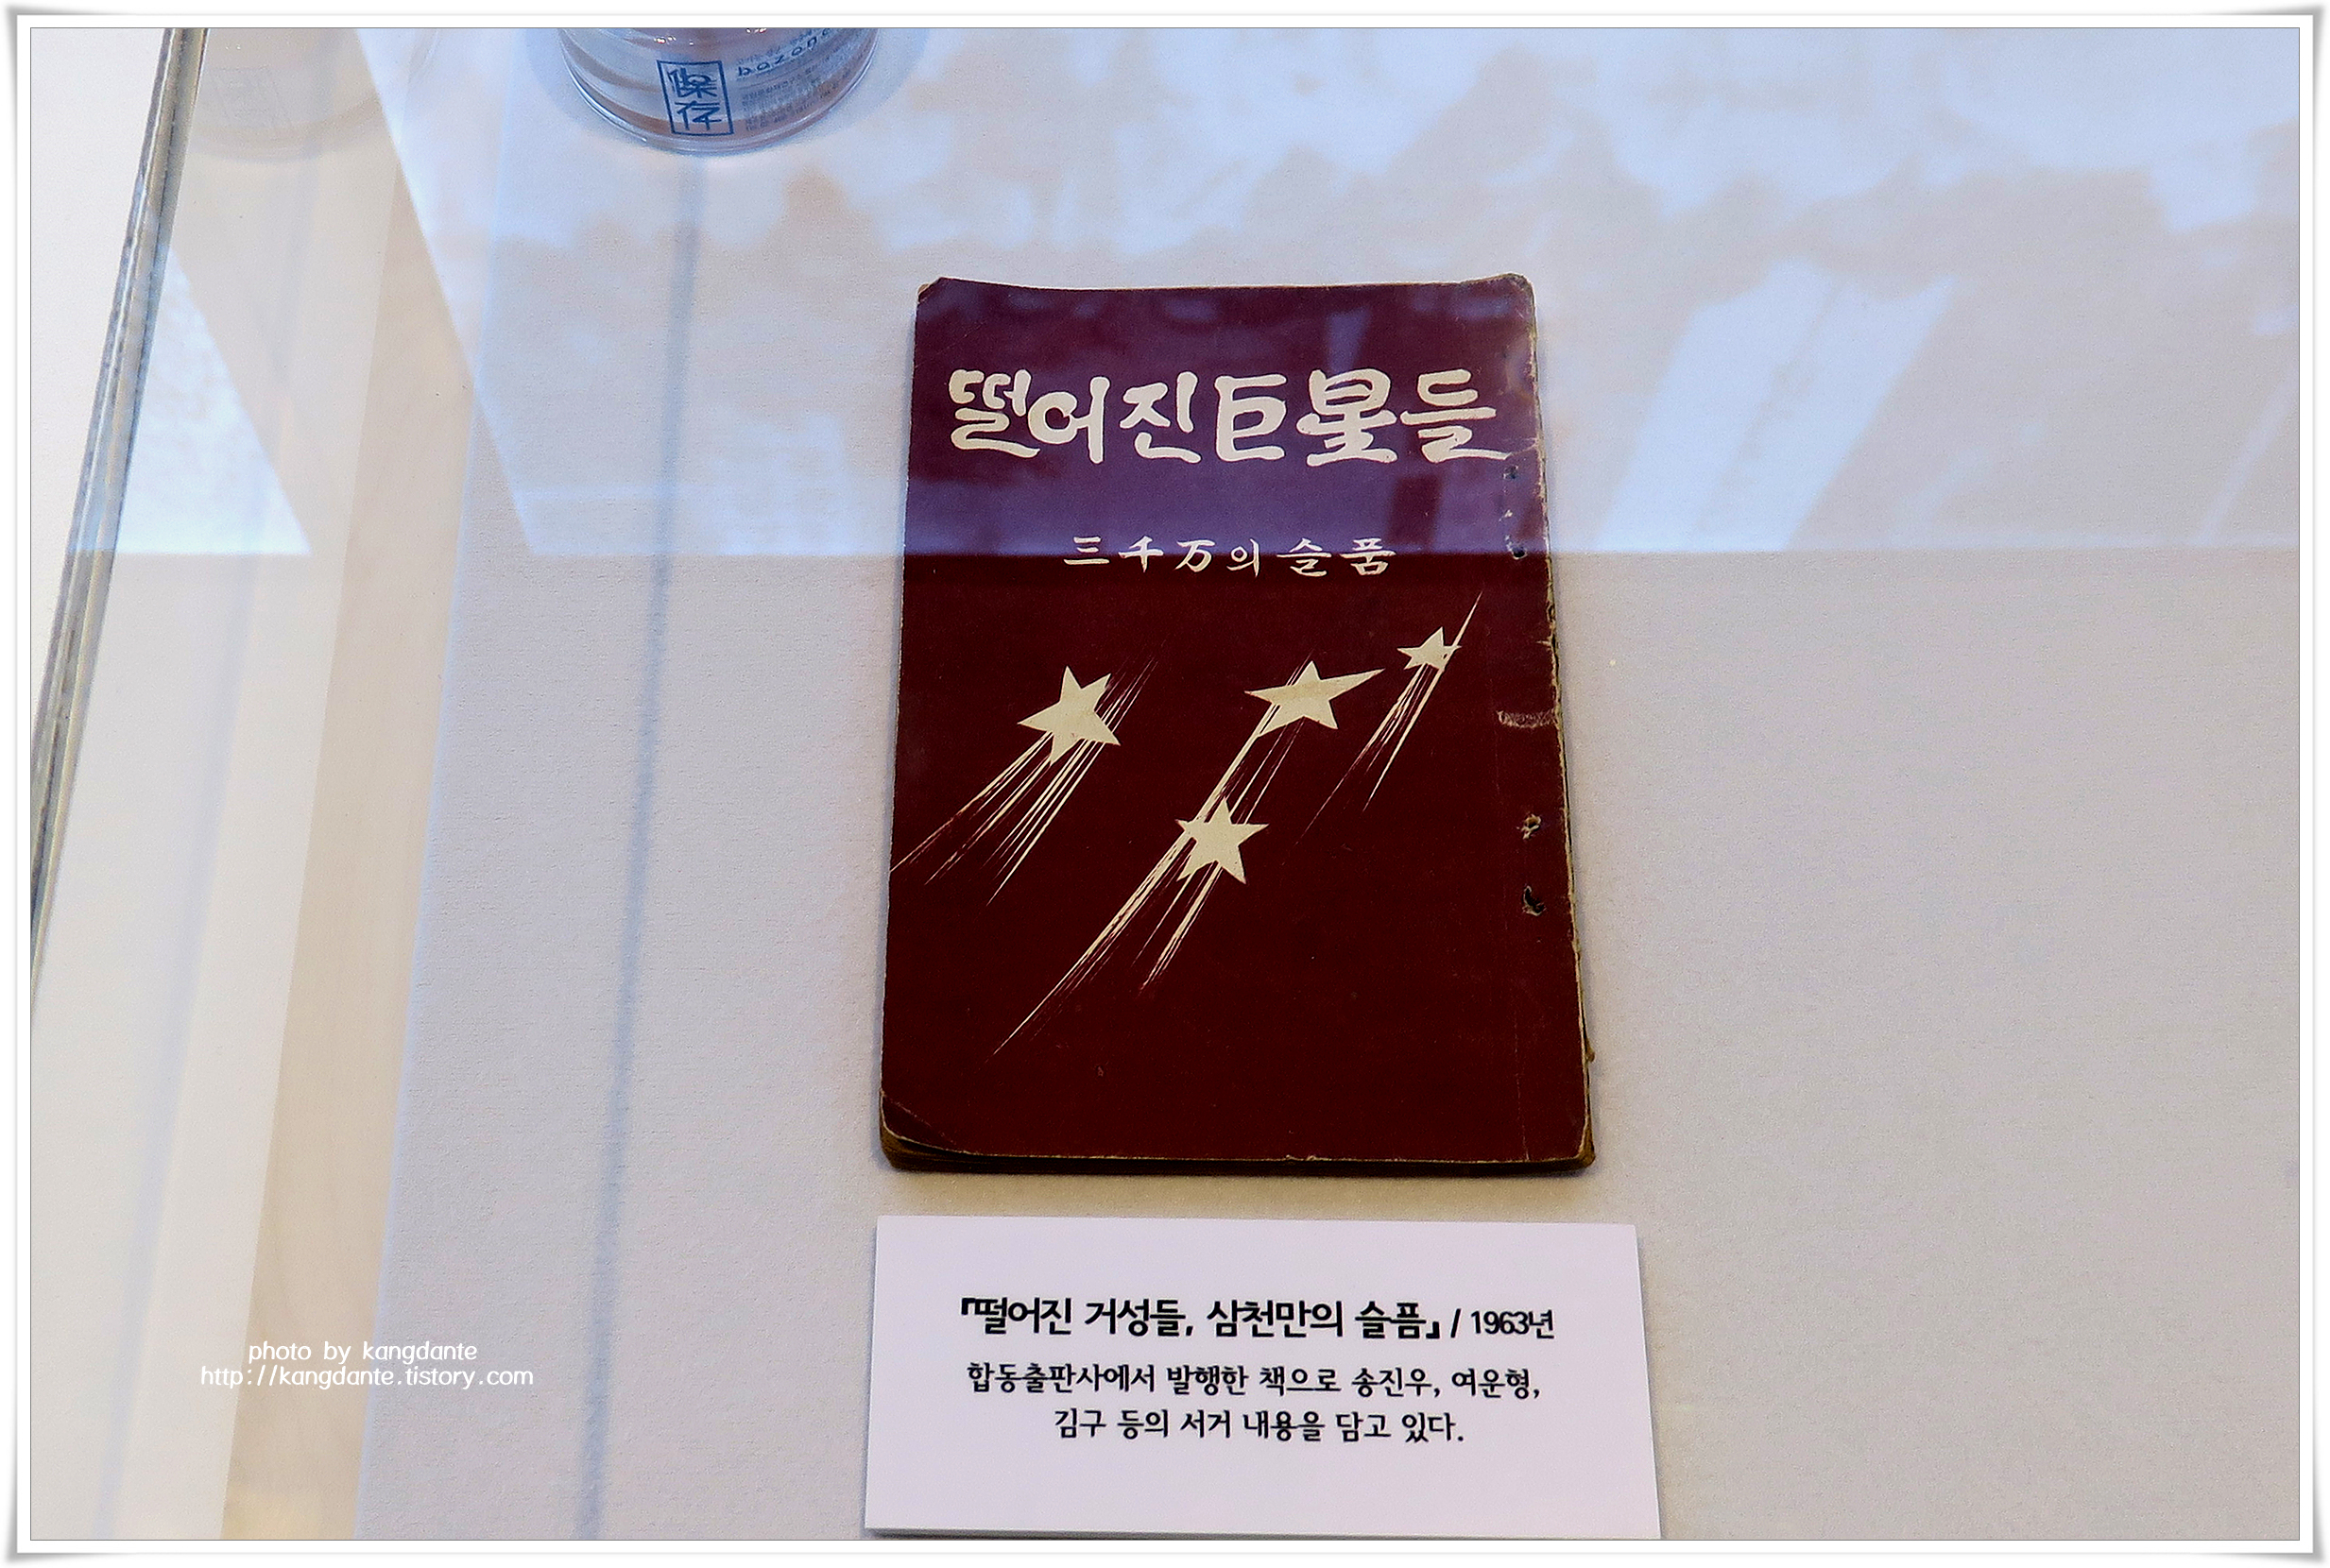 保存
bozono
떨어진巨星들
三千万의 슬품
『떨어진 거성들, 삼천만의 슬픔』 / 1963년
합동출판사에서 발행한 책으로 송진우, 여운형,
김구 등의 서거 내용을 담고 있다.
photo by kangdante
http://kangdante.tistory.com